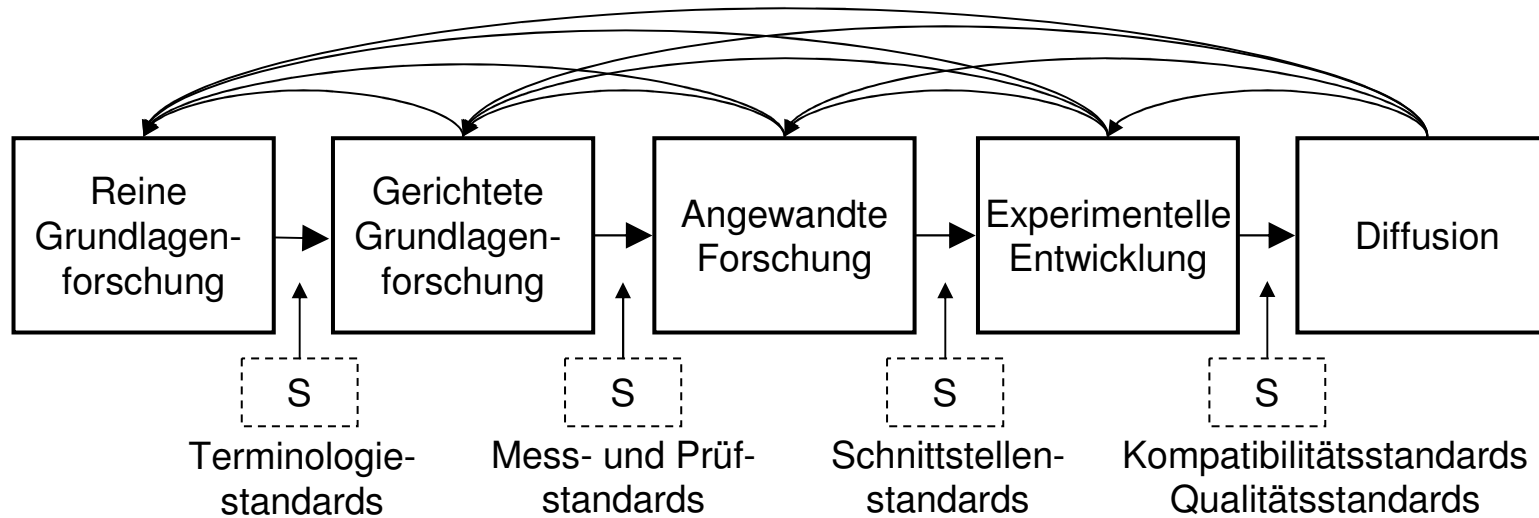 Reine
Grundlagen-
forschung
Gerichtete
Grundlagen-
forschung
Angewandte
Forschung
Experimentelle
Entwicklung
Diffusion
S
Terminologie-
standards
S
Mess- und Prüf-
standards
S
Schnittstellen-
standards
S
Kompatibilitätsstandards
Qualitätsstandards